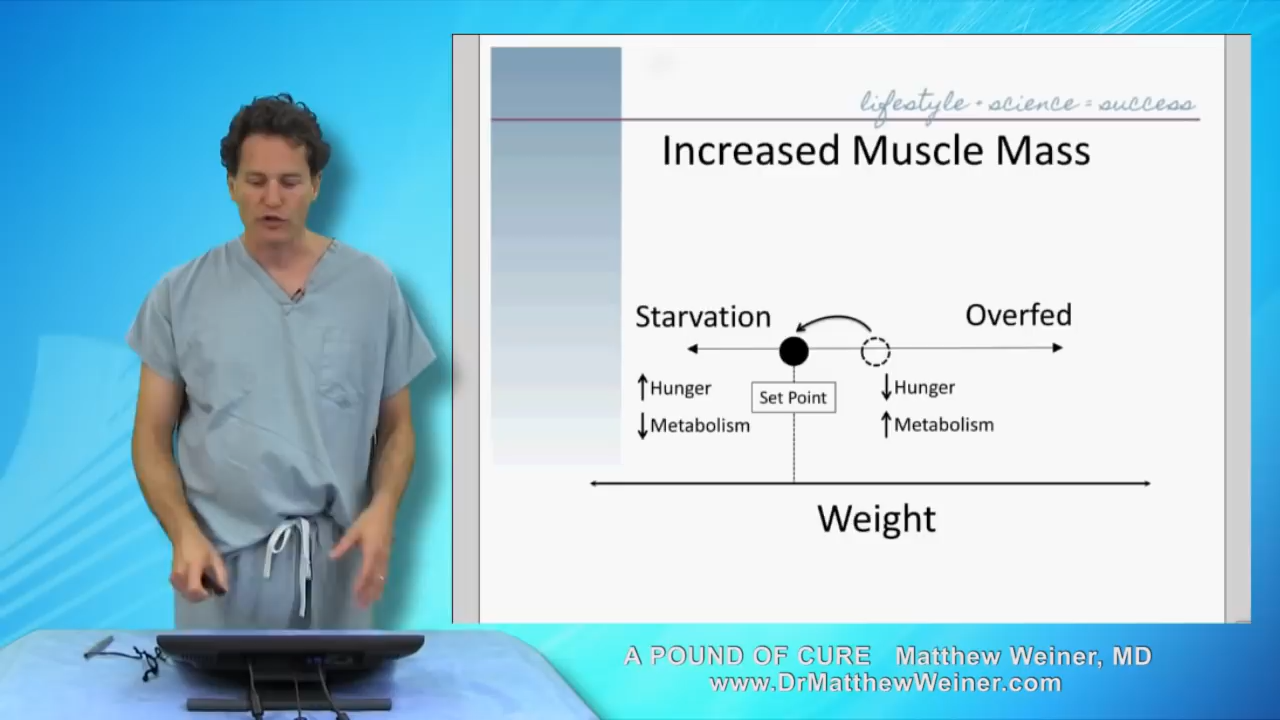 lifestyle + science = success
Increased Muscle Mass
Starvation
Overfed
↑Hunger
↓Metabolism
Set Point
↓Hunger
↑Metabolism
Weight
A POUND OF CURE Matthew Weiner, MD
www.DrMatthewWeiner.com